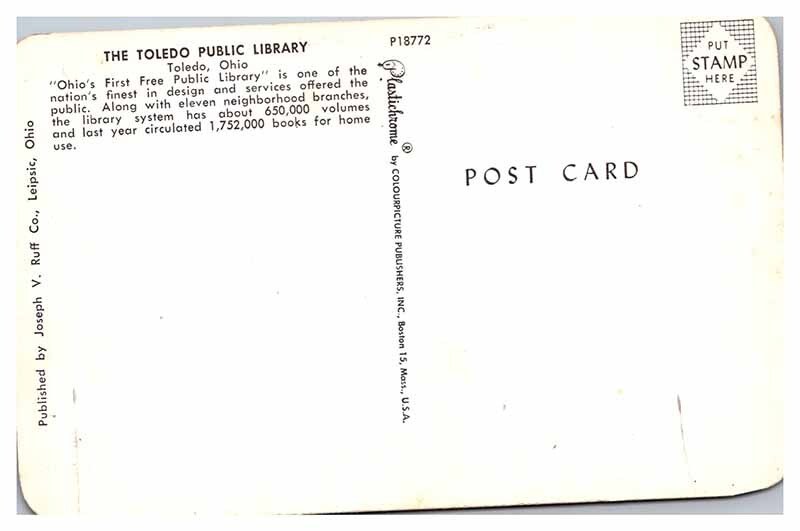 THE TOLEDO PUBLIC LIBRARY
Toledo, Ohio
"Ohio's First Free Public Library" is one of the
nation's finest in design and services offered the
public. Along with eleven neighborhood branches,
the library system has about 650,000 volumes
and last year circulated 1,752,000 books for home
use.
Published by Joseph V. Ruff Co., Leipsic, Ohio
P18772
Plastichrome ® by COLOURPICTURE PUBLISHERS, INC., Boston 15, Mass., U.S.A.
PUT
STAMP
HERE
POST CARD